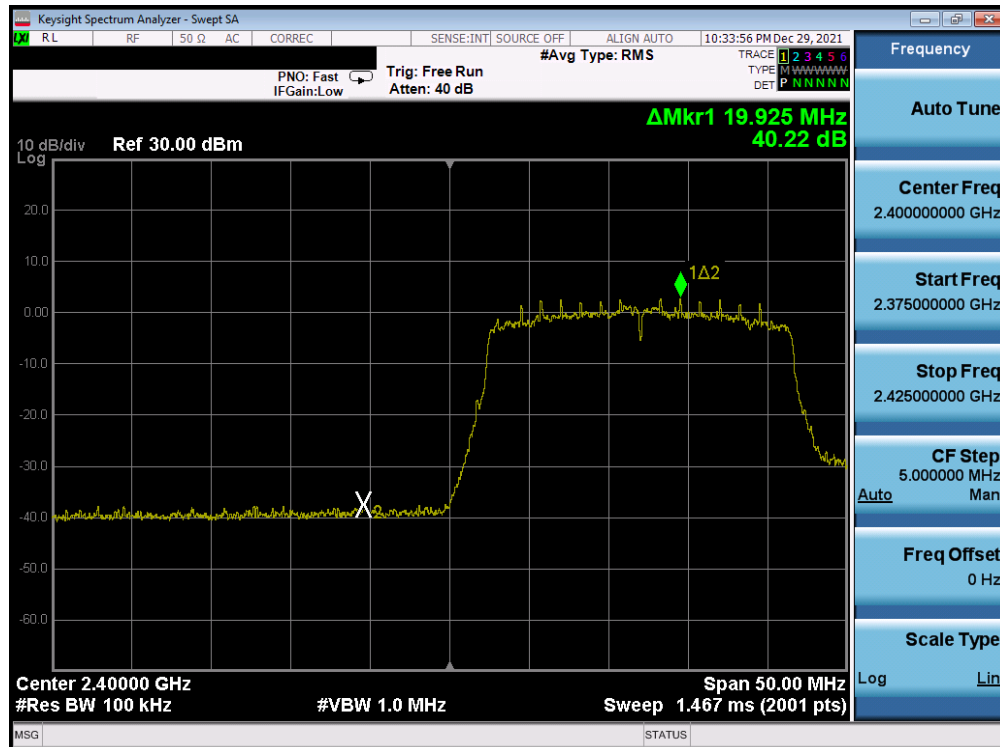 Keysight Spectrum Analyzer - Swept SA
LXI RL RF 50 Ω AC CORREC SENSE:INT SOURCE OFF ALIGN AUTO 10:33:56 PM Dec 29, 2021
PNO: Fast
IFGain:Low
Trig: Free Run
Atten: 40 dB
#Avg Type: RMS
TRACE 1 2 3 4 5 6
TYPE M W W W W W
DET P N N N N N
ΔMkr1 19.925 MHz
40.22 dB
10 dB/div Ref 30.00 dBm
Log
20.0
10.0
0.00
-10.0
-20.0
-30.0
-40.0
-50.0
-60.0
1Δ2
X2
Center 2.40000 GHz Span 50.00 MHz
#Res BW 100 kHz #VBW 1.0 MHz Sweep 1.467 ms (2001 pts)
MSG STATUS
Frequency
Auto Tune
Center Freq
2.400000000 GHz
Start Freq
2.375000000 GHz
Stop Freq
2.425000000 GHz
CF Step
5.000000 MHz
Auto Man
Freq Offset
0 Hz
Scale Type
Log Lin